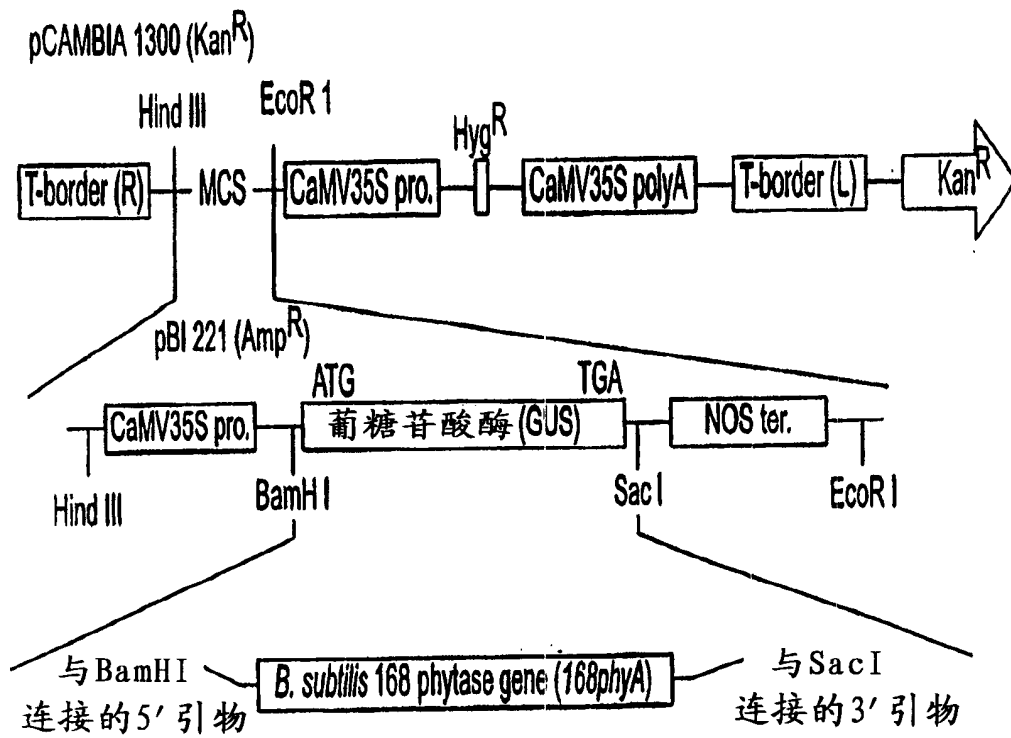 pCAMBIA 1300 (Kan^R)
Hind III
EcoR 1
Hyg^R
T-border (R)
MCS
CaMV35S pro.
CaMV35S polyA
T-border (L)
Kan^R
pBI 221 (Amp^R)
ATG
TGA
CaMV35S pro.
葡糖苷酸酶(GUS)
NOS ter.
Hind III
BamH I
Sac I
EcoR I
与BamHI
连接的5′引物
B. subtilis 168 phytase gene (168phyA)
与SacI
连接的3′引物